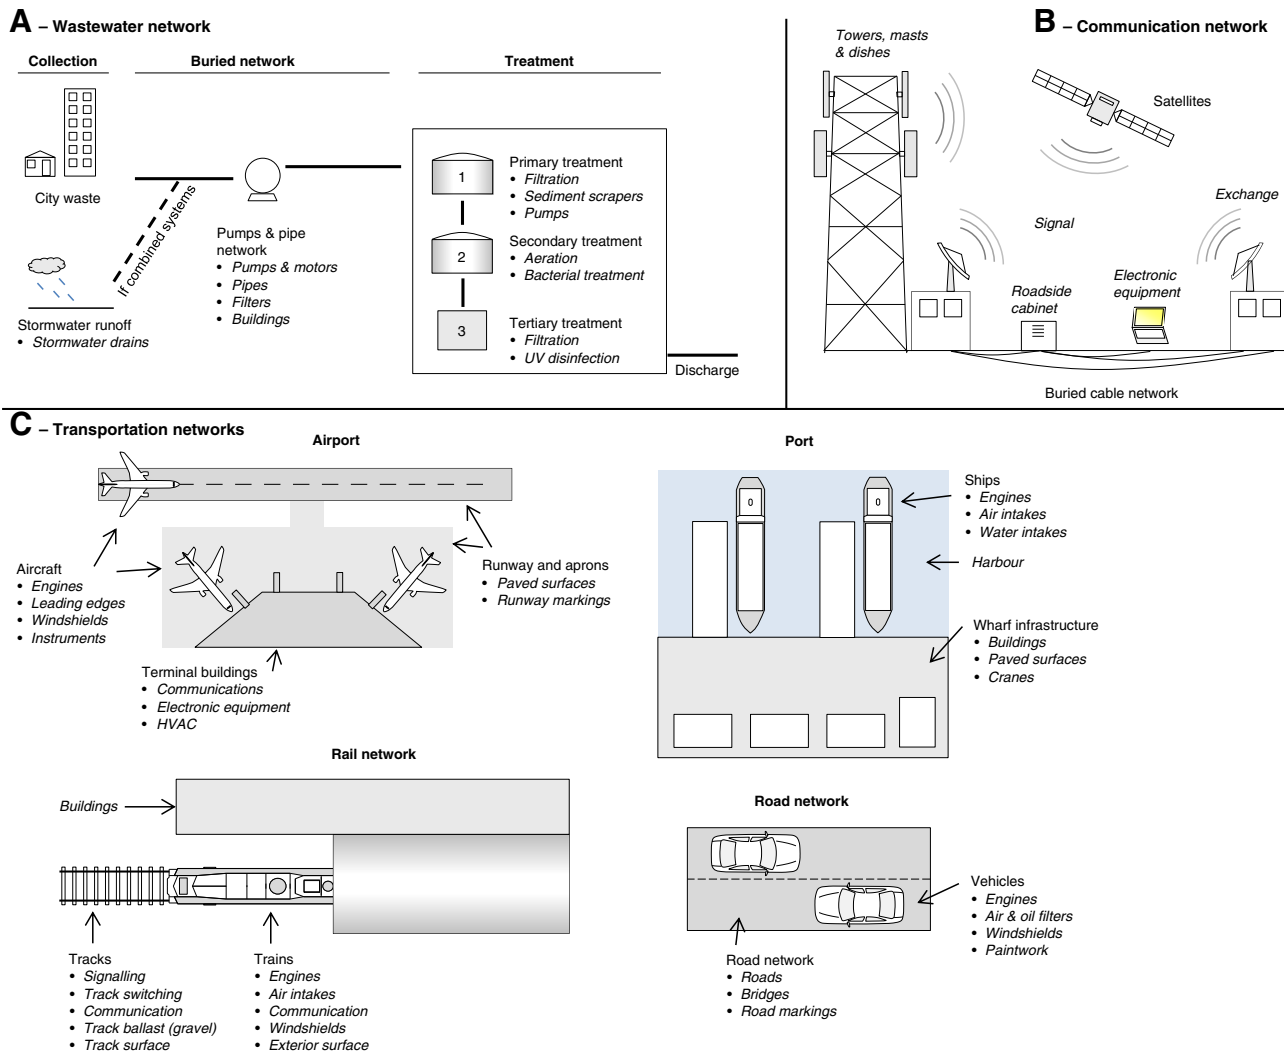 A – Wastewater network
Collection
Buried network
Treatment
City waste
If combined systems
Stormwater runoff
• Stormwater drains
Pumps & pipe
network
• Pumps & motors
• Pipes
• Filters
• Buildings
1
Primary treatment
• Filtration
• Sediment scrapers
• Pumps
2
Secondary treatment
• Aeration
• Bacterial treatment
3
Tertiary treatment
• Filtration
• UV disinfection
Discharge
B – Communication network
Towers, masts
& dishes
Satellites
Exchange
Signal
Roadside
cabinet
Electronic
equipment
Buried cable network
C – Transportation networks
Airport
Aircraft
• Engines
• Leading edges
• Windshields
• Instruments
Runway and aprons
• Paved surfaces
• Runway markings
Terminal buildings
• Communications
• Electronic equipment
• HVAC
Port
0
0
Ships
• Engines
• Air intakes
• Water intakes
Harbour
Wharf infrastructure
• Buildings
• Paved surfaces
• Cranes
Rail network
Buildings
Tracks
• Signalling
• Track switching
• Communication
• Track ballast (gravel)
• Track surface
Trains
• Engines
• Air intakes
• Communication
• Windshields
• Exterior surface
Road network
Vehicles
• Engines
• Air & oil filters
• Windshields
• Paintwork
Road network
• Roads
• Bridges
• Road markings